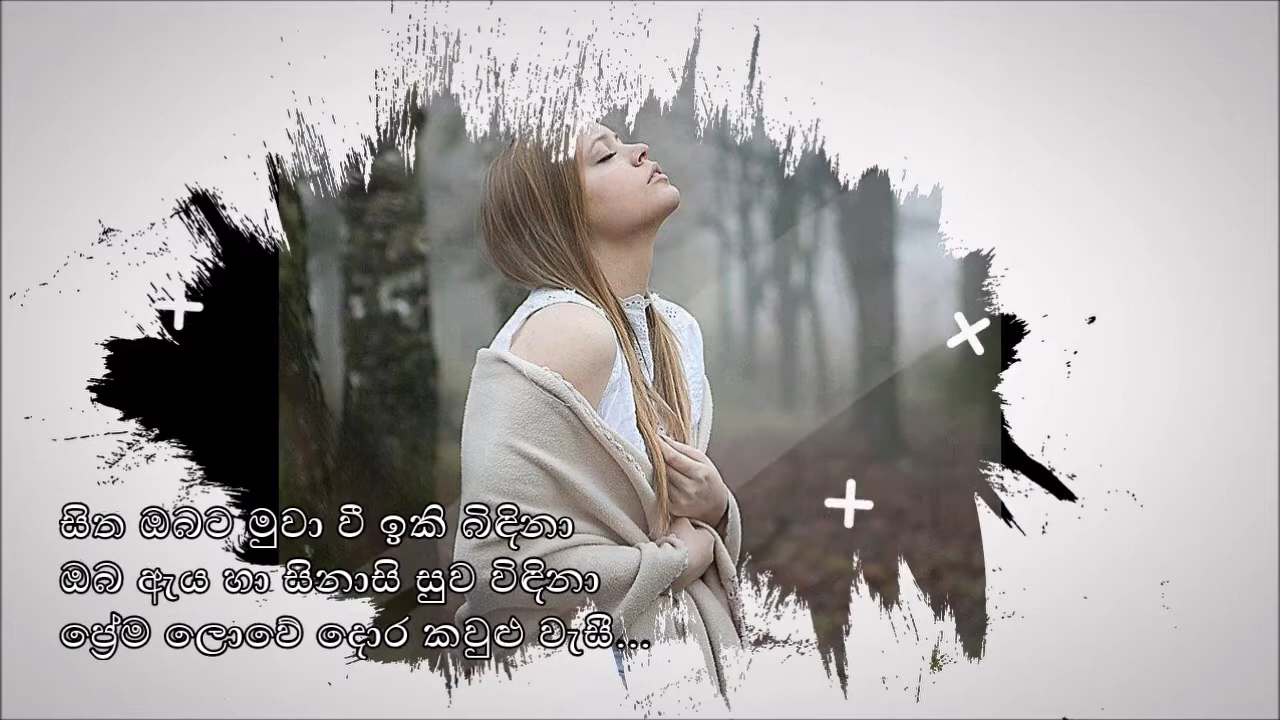 සිත ඔබට මුවා වී ඉකි බිඳිනා
ඔබ ඇය හා සිනාසි සුව විඳිනා
ප්‍රේම ලොවේ දොර කවුළු වැසී...